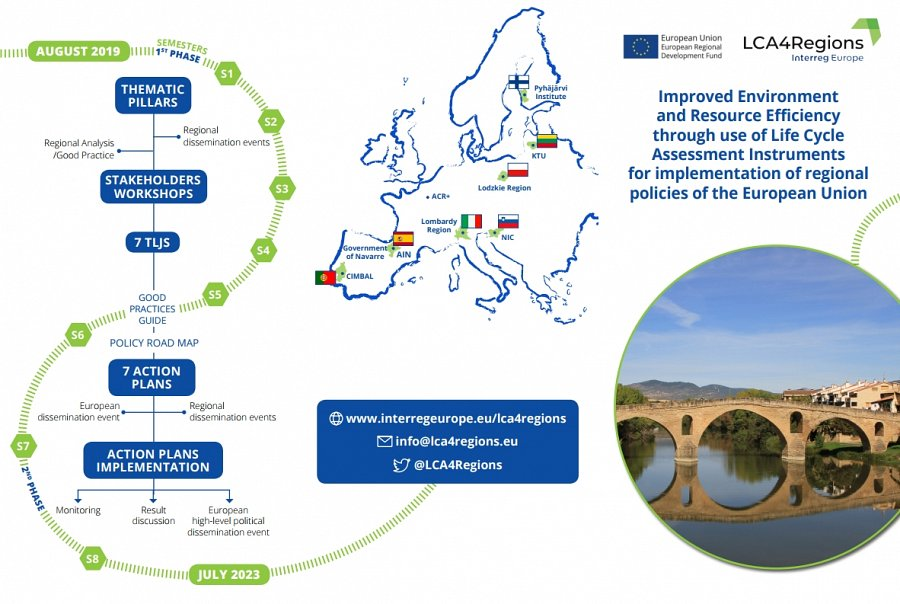 AUGUST 2019
SEMESTERS
1ST PHASE
S1
THEMATIC
PILLARS
S2
Regional Analysis
/Good Practice
Regional
dissemination events
STAKEHOLDERS
WORKSHOPS
S3
7 TLJS
S4
S5
GOOD
PRACTICES
GUIDE
S6
POLICY ROAD MAP
7 ACTION
PLANS
European
dissemination event
Regional
dissemination events
S7
ACTION PLANS
IMPLEMENTATION
2ND PHASE
Monitoring
Result
discussion
European
high-level political
dissemination event
S8
JULY 2023
Pyhäjärvi
Institute
KTU
Lodzkie Region
ACR+
Lombardy
Region
NIC
Government
of Navarre
AIN
CIMBAL
www.interregeurope.eu/lca4regions
info@lca4regions.eu
@LCA4Regions
European Union
European Regional
Development Fund
LCA4Regions
Interreg Europe
Improved Environment
and Resource Efficiency
through use of Life Cycle
Assessment Instruments
for implementation of regional
policies of the European Union